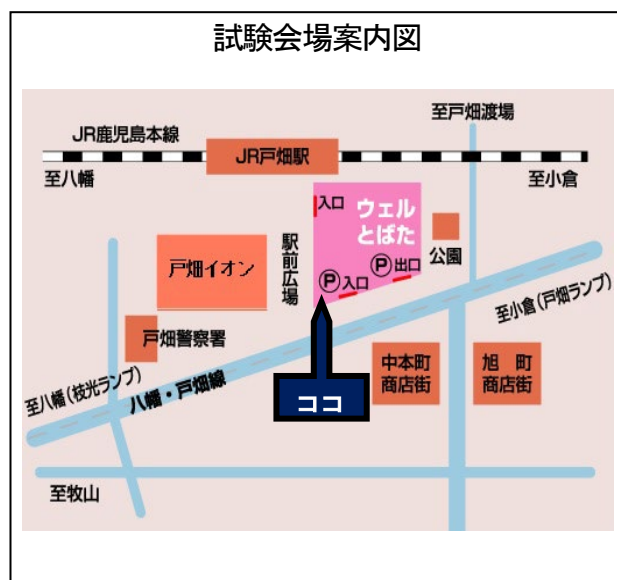 試験会場案内図
至戸畑渡場
JR鹿児島本線
JR戸畑駅
至八幡
至小倉
入口
ウェル
とばた
駅前広場
戸畑イオン
公園
Ⓟ出口
Ⓟ入口
至小倉(戸畑ランプ)
戸畑警察署
中本町
商店街
旭町
商店街
至八幡(枝光ランプ)
八幡・戸畑線
ココ
至牧山